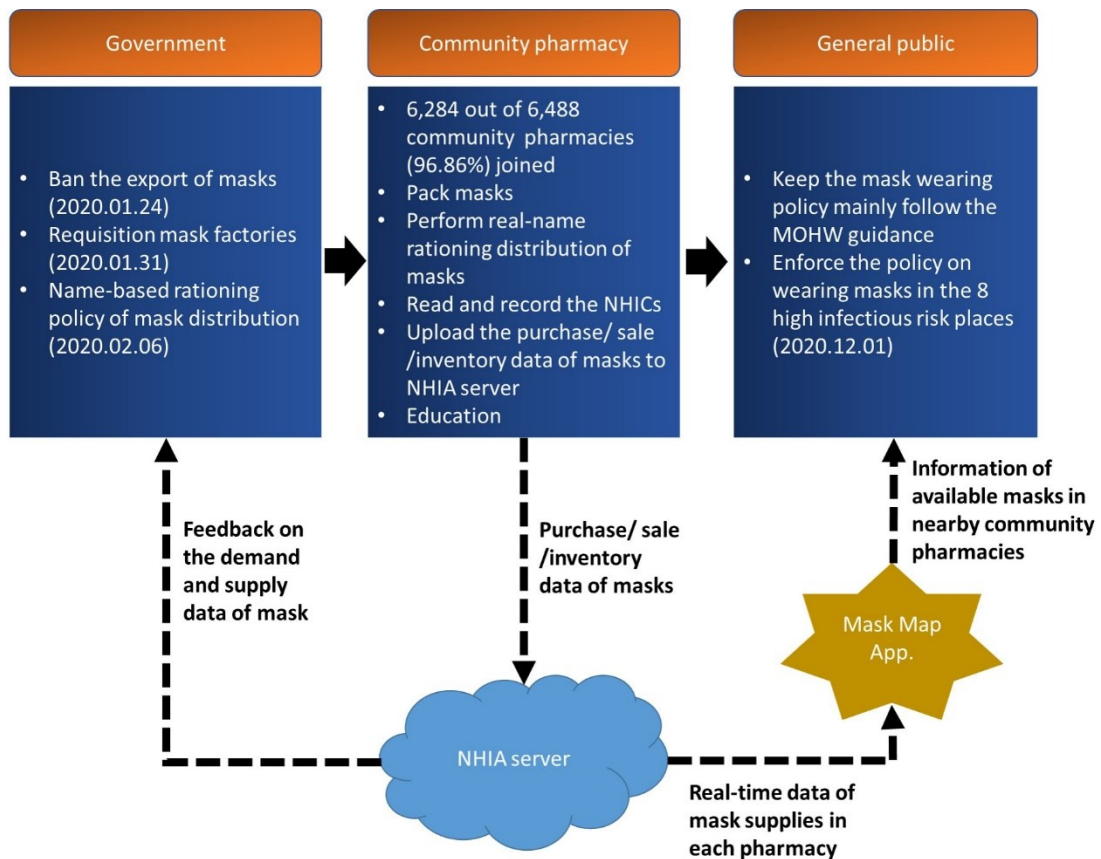 Government
Community pharmacy
General public
• Ban the export of masks
(2020.01.24)
• Requisition mask factories
(2020.01.31)
• Name-based rationing
policy of mask distribution
(2020.02.06)
• 6,284 out of 6,488
community pharmacies
(96.86%) joined
• Pack masks
• Perform real-name
rationing distribution of
masks
• Read and record the NHICs
• Upload the purchase/ sale
/inventory data of masks to
NHIA server
• Education
• Keep the mask wearing
policy mainly follow the
MOHW guidance
• Enforce the policy on
wearing masks in the 8
high infectious risk places
(2020.12.01)
Feedback on
the demand
and supply
data of mask
Purchase/ sale
/inventory
data of masks
Information of
available masks in
nearby community
pharmacies
Mask Map
App.
NHIA server
Real-time data of
mask supplies in
each pharmacy